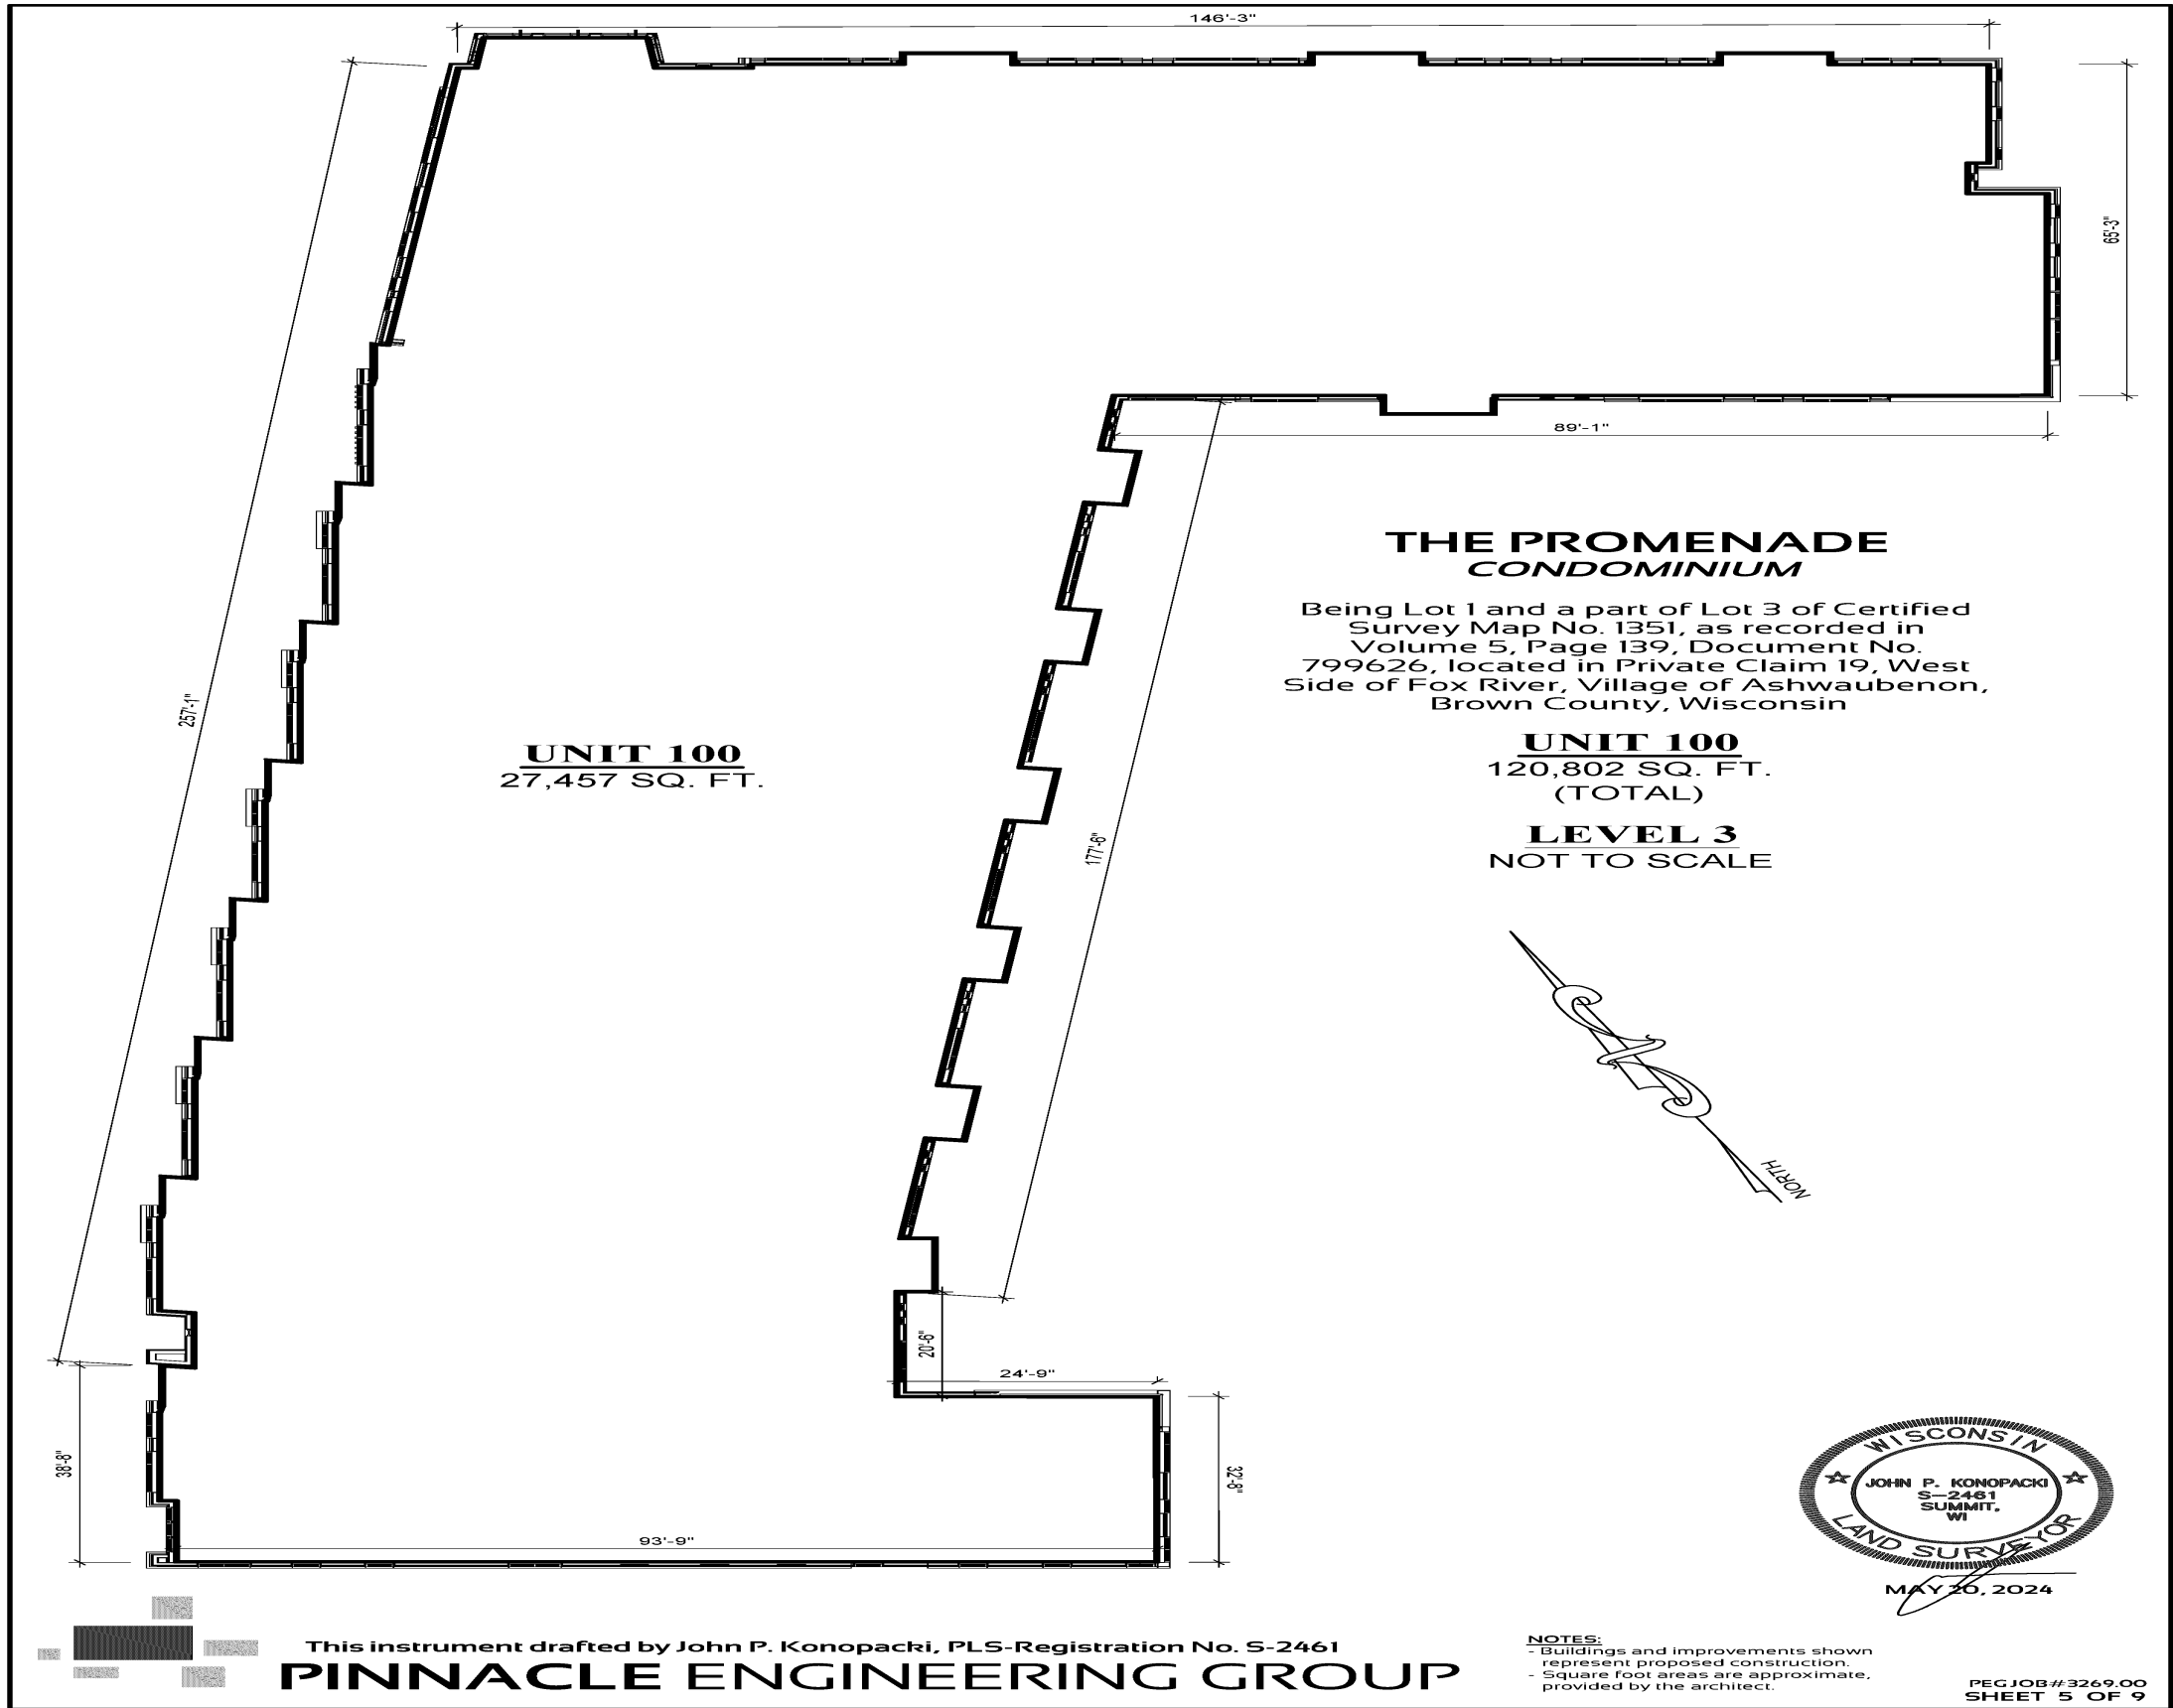 146'-3"
65'-3"
89'-1"
257'-1"
177'-6"
THE PROMENADE
CONDOMINIUM
Being Lot 1 and a part of Lot 3 of Certified
Survey Map No. 1351, as recorded in
Volume 5, Page 139, Document No.
799626, located in Private Claim 19, West
Side of Fox River, Village of Ashwaubenon,
Brown County, Wisconsin
UNIT 100
27,457 SQ. FT.
UNIT 100
120,802 SQ. FT.
(TOTAL)
LEVEL 3
NOT TO SCALE
NORTH
20'-6"
24'-9"
38'-8"
32'-8"
93'-9"
WISCONSIN
JOHN P. KONOPACKI
S-2461
SUMMIT,
WI
LAND SURVEYOR
MAY 20, 2024
This instrument drafted by John P. Konopacki, PLS-Registration No. S-2461
PINNACLE ENGINEERING GROUP
NOTES:
- Buildings and improvements shown
represent proposed construction.
- Square foot areas are approximate,
provided by the architect.
PEG JOB#3269.00
SHEET 5 OF 9